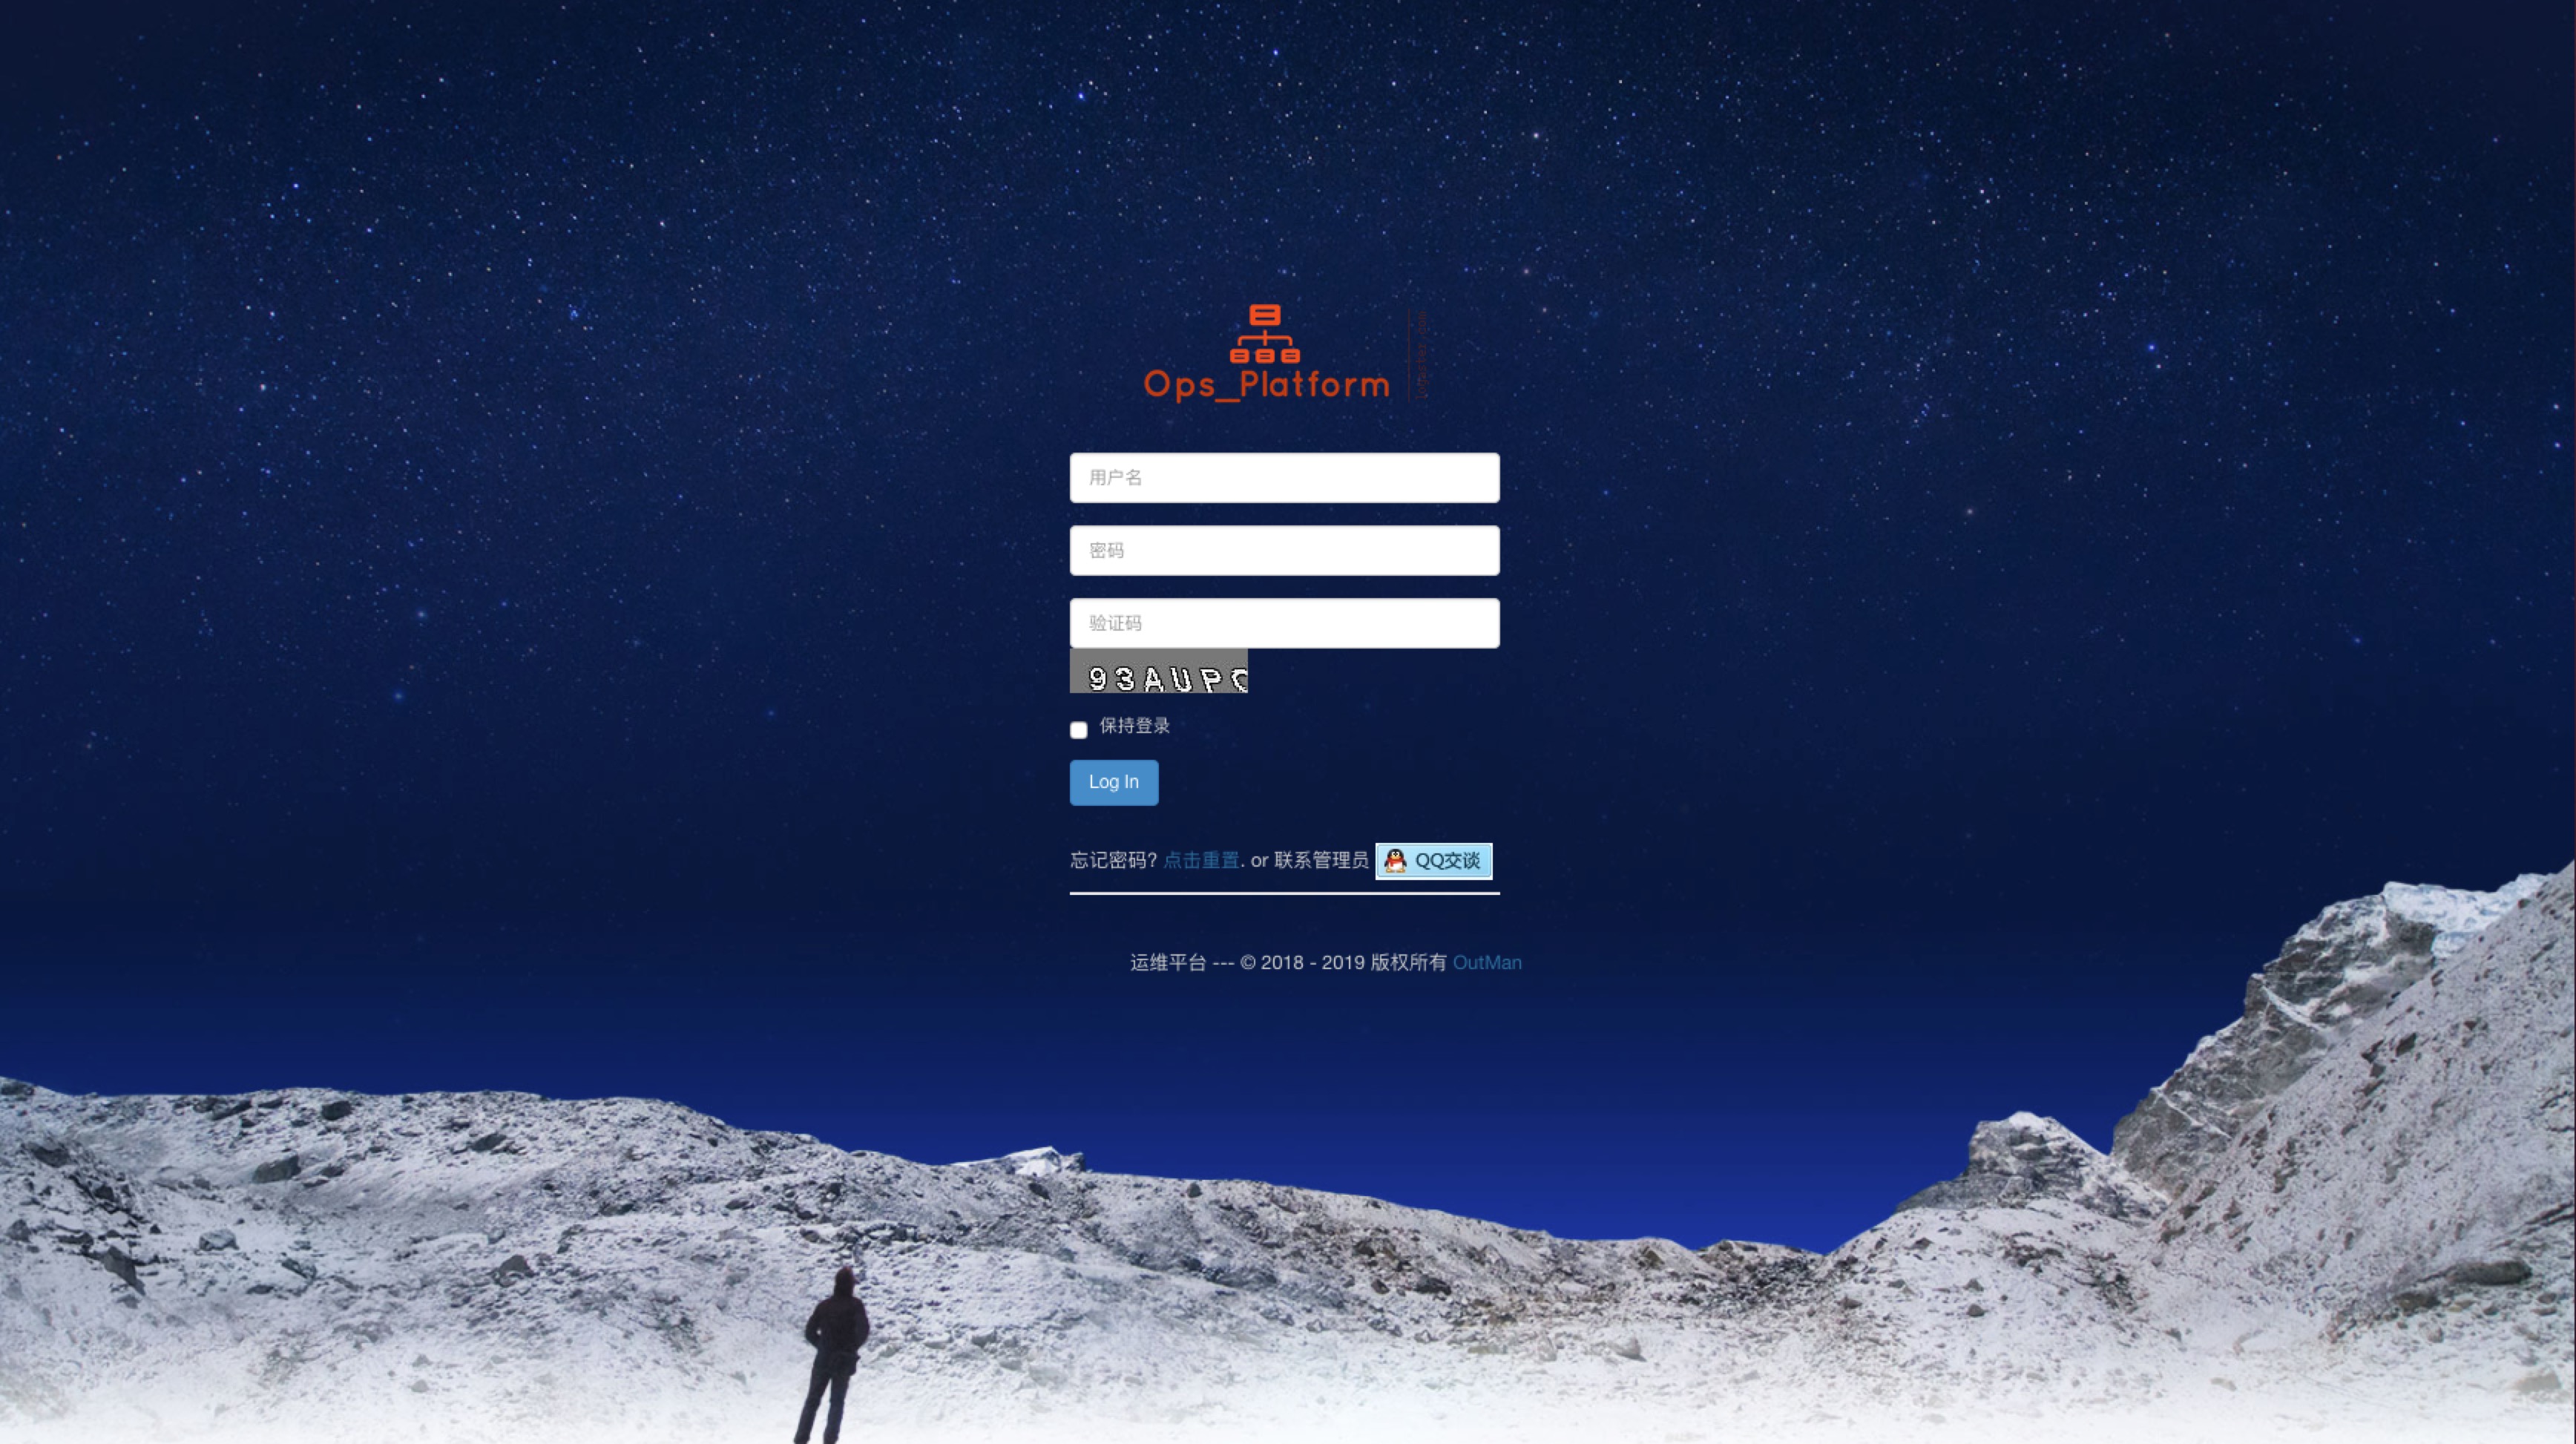 Ops_Platform
用户名
密码
验证码
93AUP
保持登录
Log In
忘记密码? 点击重置. or 联系管理员 QQ交谈
运维平台 --- © 2018 - 2019 版权所有 OutMan